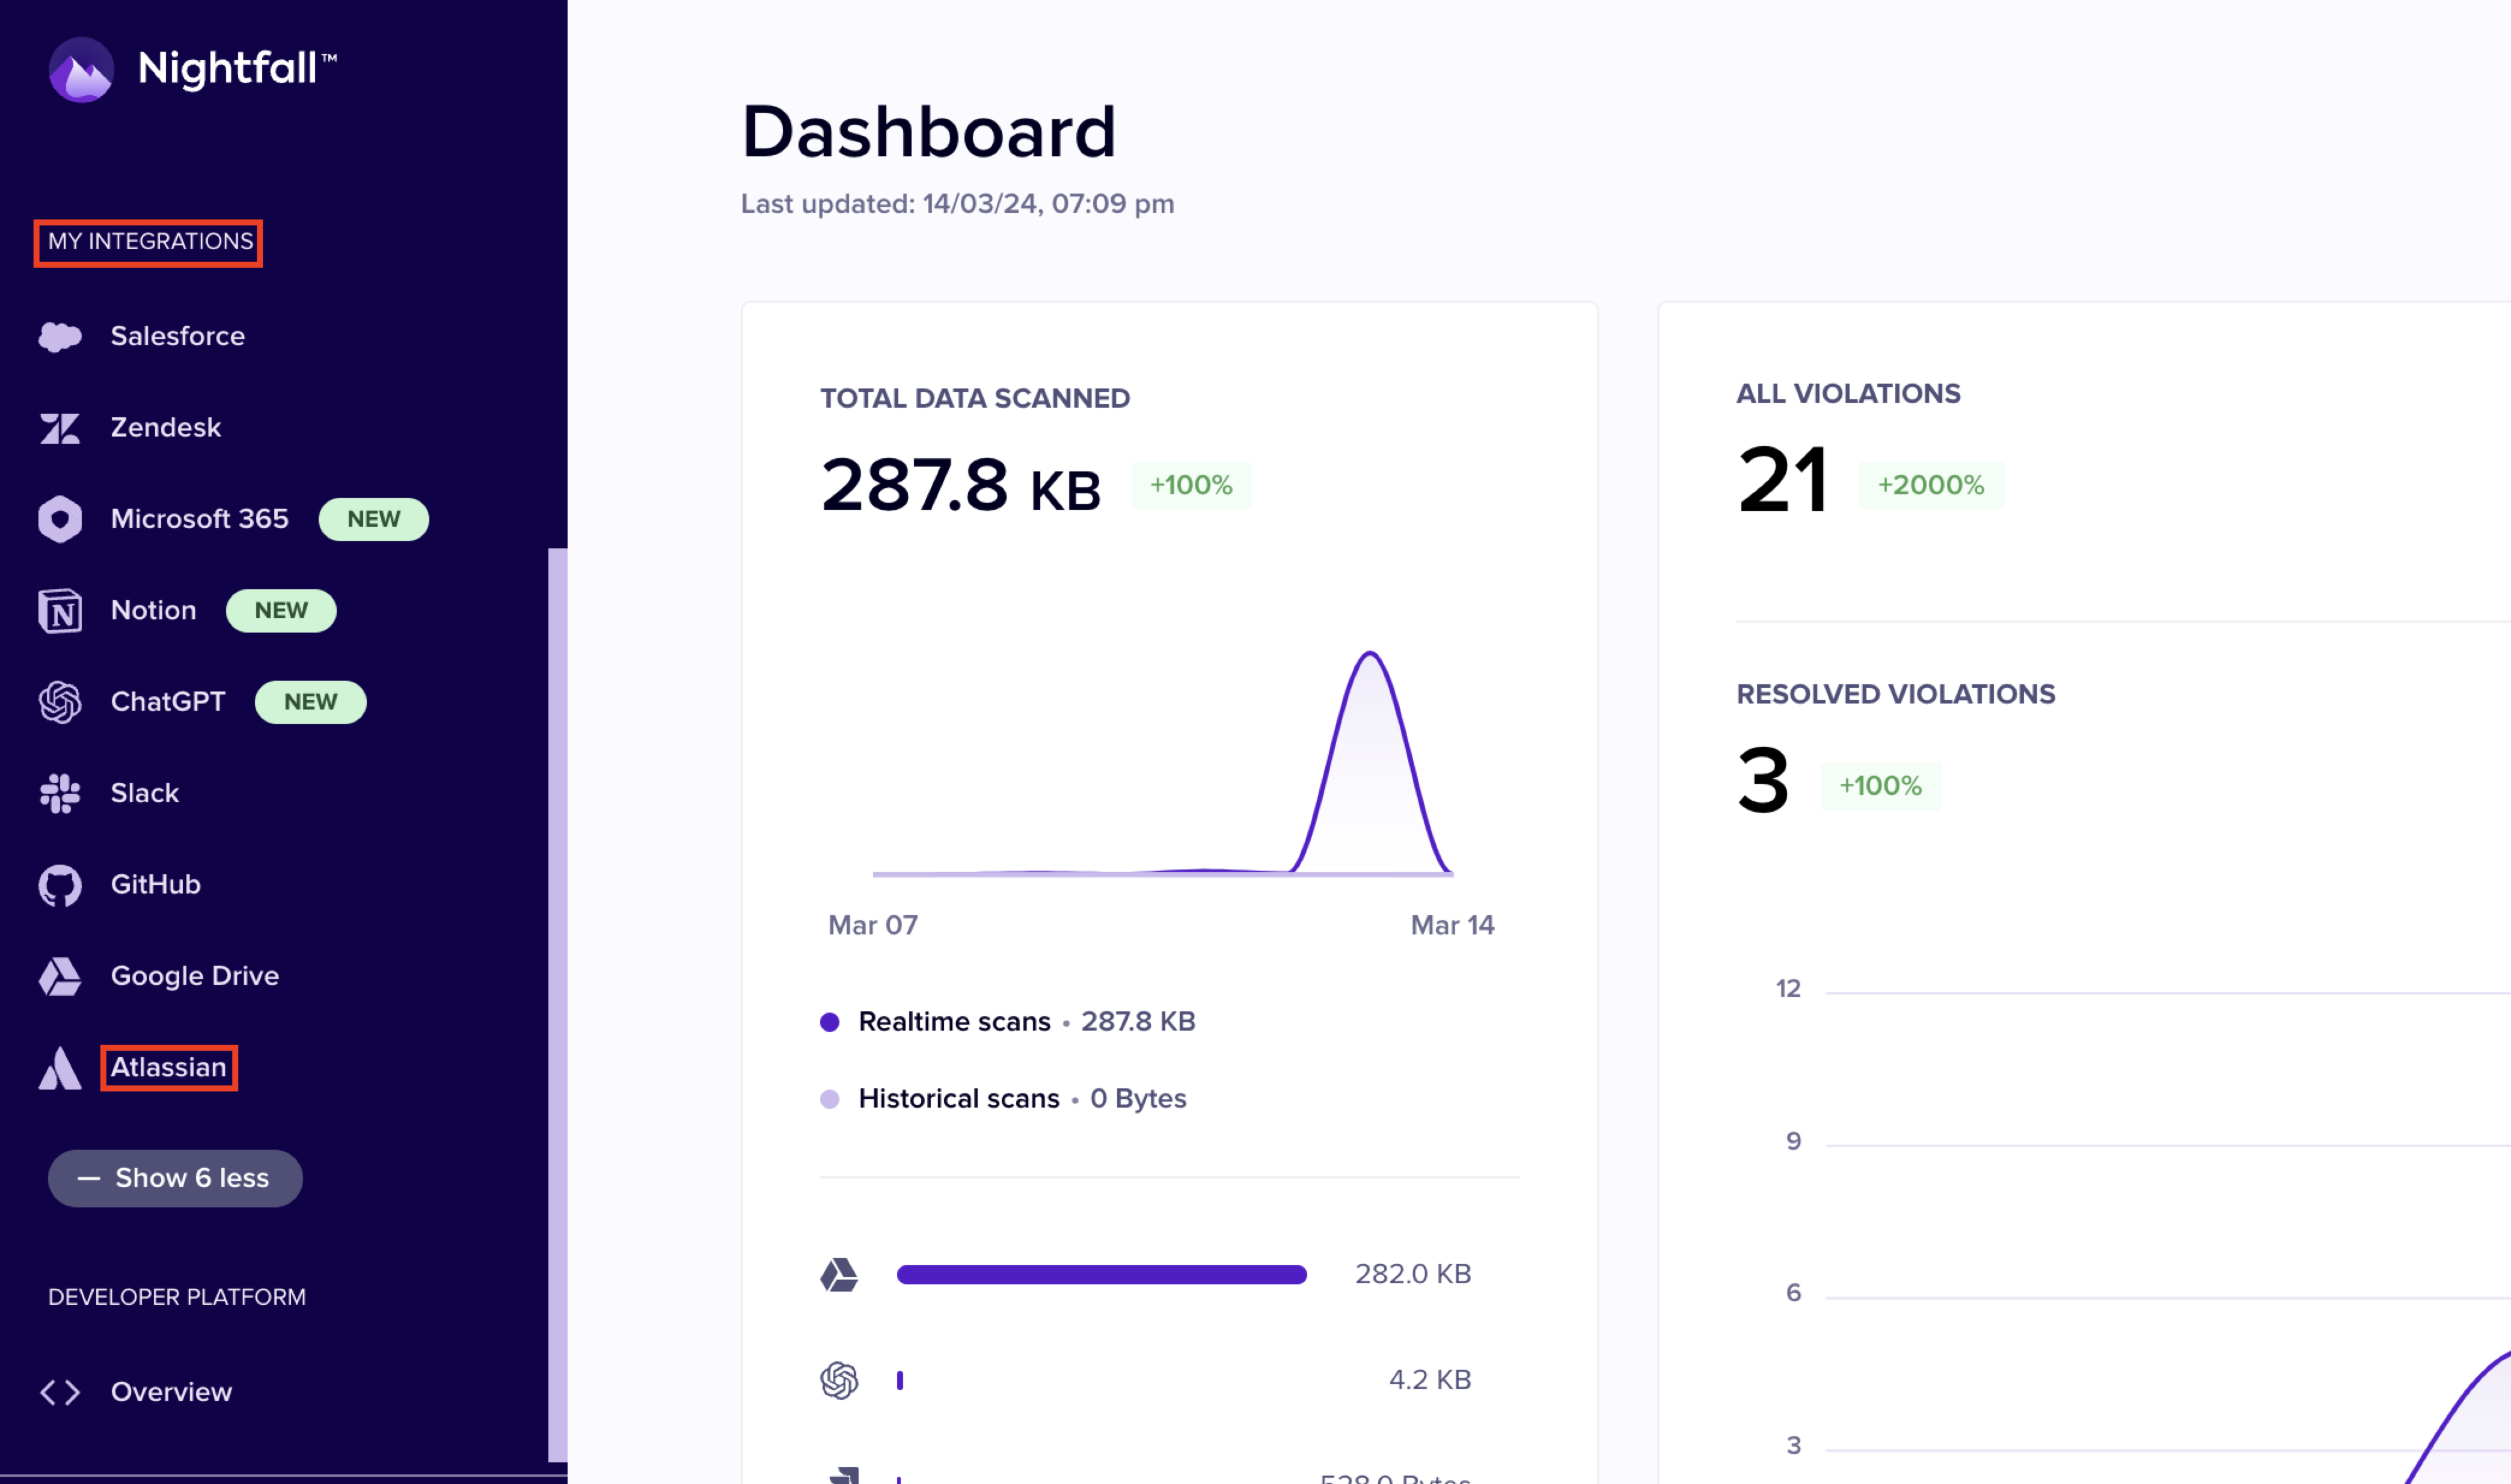 Nightfall™
MY INTEGRATIONS
Salesforce
Zendesk
Microsoft 365 NEW
Notion NEW
ChatGPT NEW
Slack
GitHub
Google Drive
Atlassian
— Show 6 less
DEVELOPER PLATFORM
Overview
Dashboard
Last updated: 14/03/24, 07:09 pm
TOTAL DATA SCANNED
287.8 KB +100%
Mar 07 Mar 14
Realtime scans • 287.8 KB
Historical scans • 0 Bytes
282.0 KB
4.2 KB
528.0 Bytes
ALL VIOLATIONS
21 +2000%
RESOLVED VIOLATIONS
3 +100%
12
9
6
3